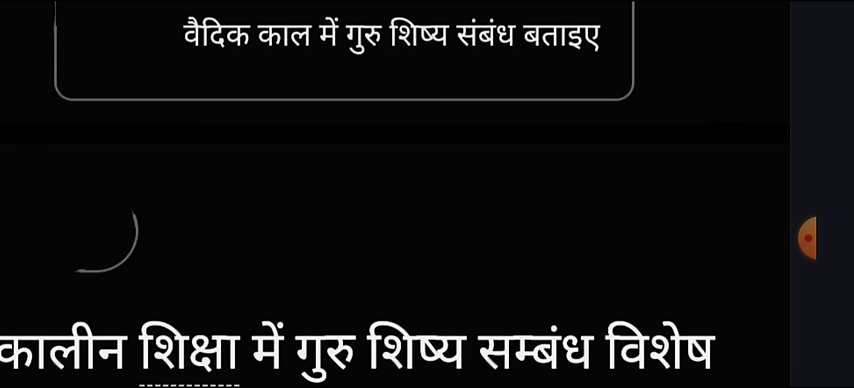 वैदिक काल में गुरु शिष्य संबंध बताइए
कालीन शिक्षा में गुरु शिष्य सम्बंध विशेष